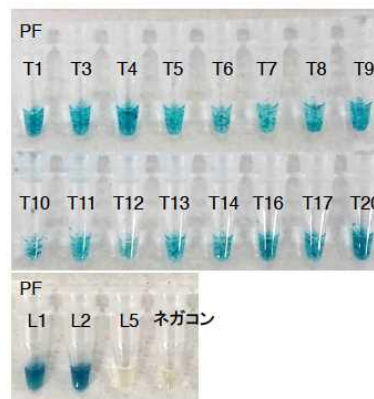 PF
T1 T3 T4 T5 T6 T7 T8 T9
T10 T11 T12 T13 T14 T16 T17 T20
PF
L1 L2 L5 ネガコン